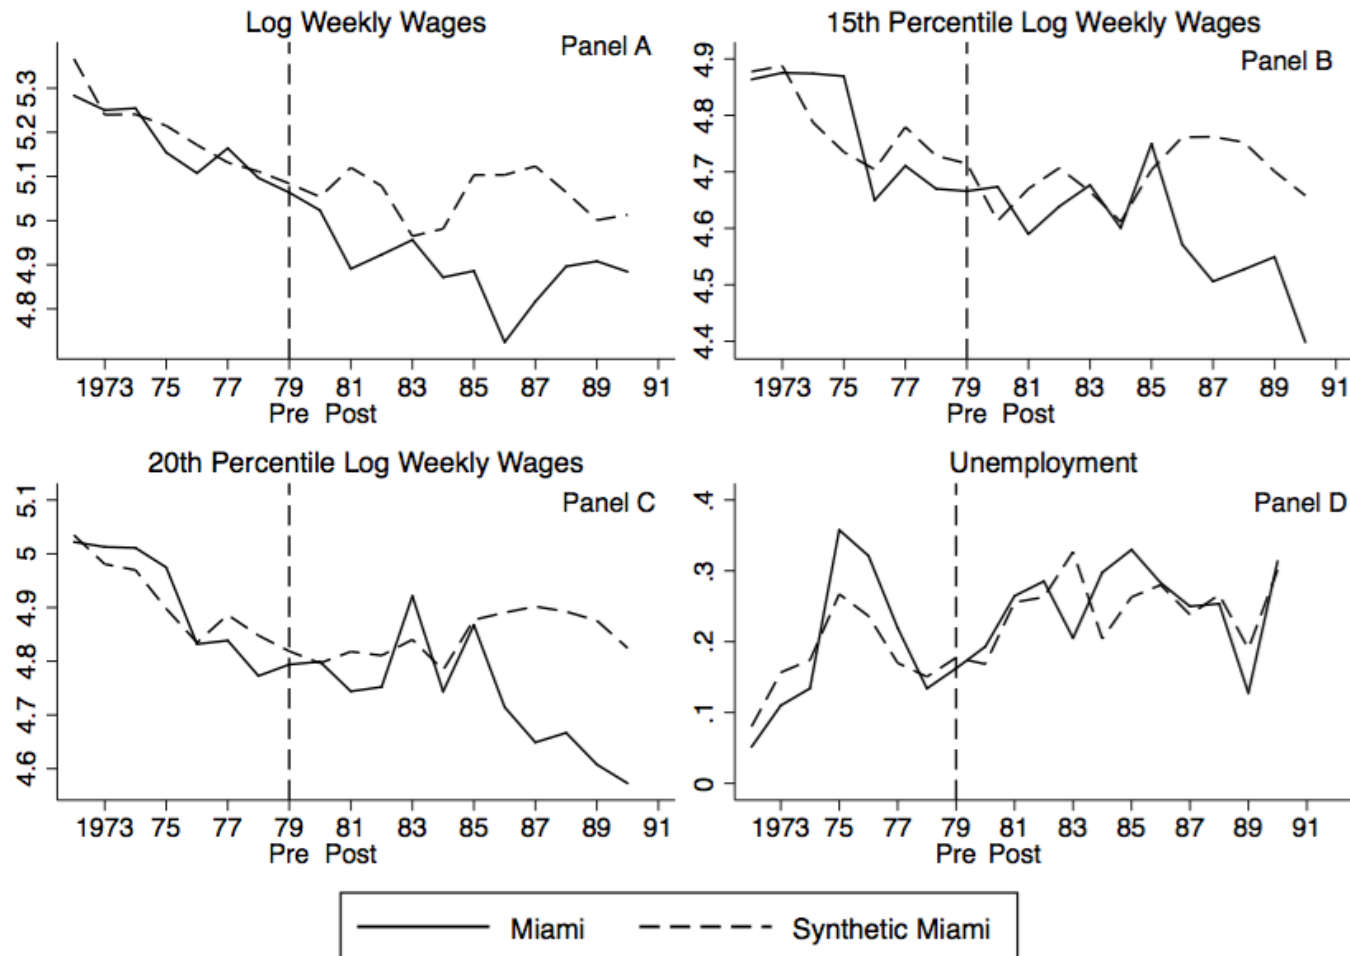 Log Weekly Wages
Panel A
5.3
5.2
5.1
5
4.9
4.8
1973 75 77 79 81 83 85 87 89 91
Pre Post
15th Percentile Log Weekly Wages
Panel B
4.9
4.8
4.7
4.6
4.5
4.4
1973 75 77 79 81 83 85 87 89 91
Pre Post
20th Percentile Log Weekly Wages
Panel C
5.1
5
4.9
4.8
4.7
4.6
1973 75 77 79 81 83 85 87 89 91
Pre Post
Unemployment
Panel D
.4
.3
.2
.1
0
1973 75 77 79 81 83 85 87 89 91
Pre Post
Miami Synthetic Miami